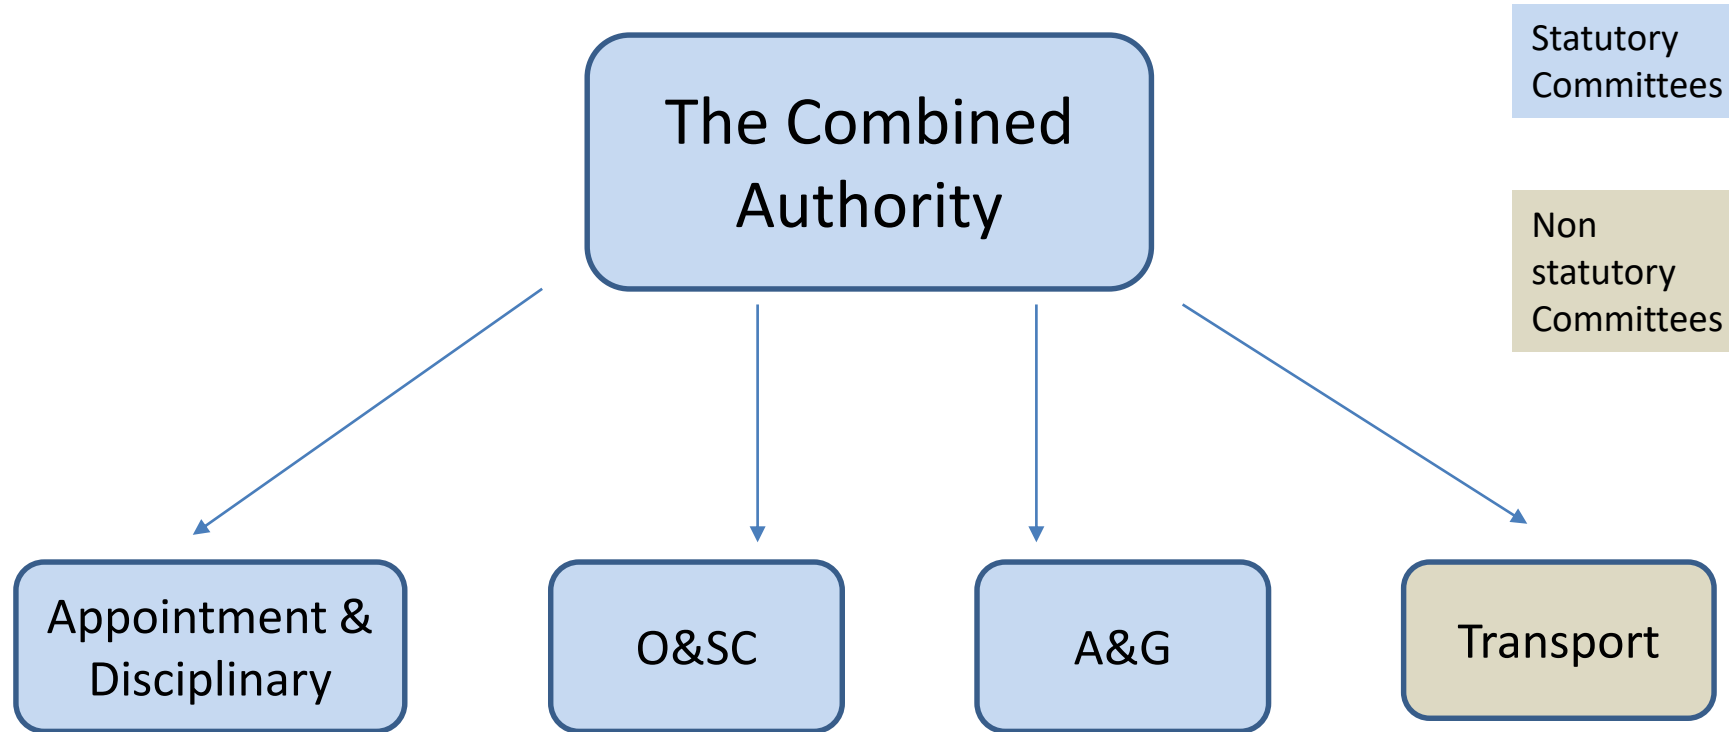 The Combined
Authority
Statutory
Committees
Non
statutory
Committees
Appointment &
Disciplinary
O&SC
A&G
Transport